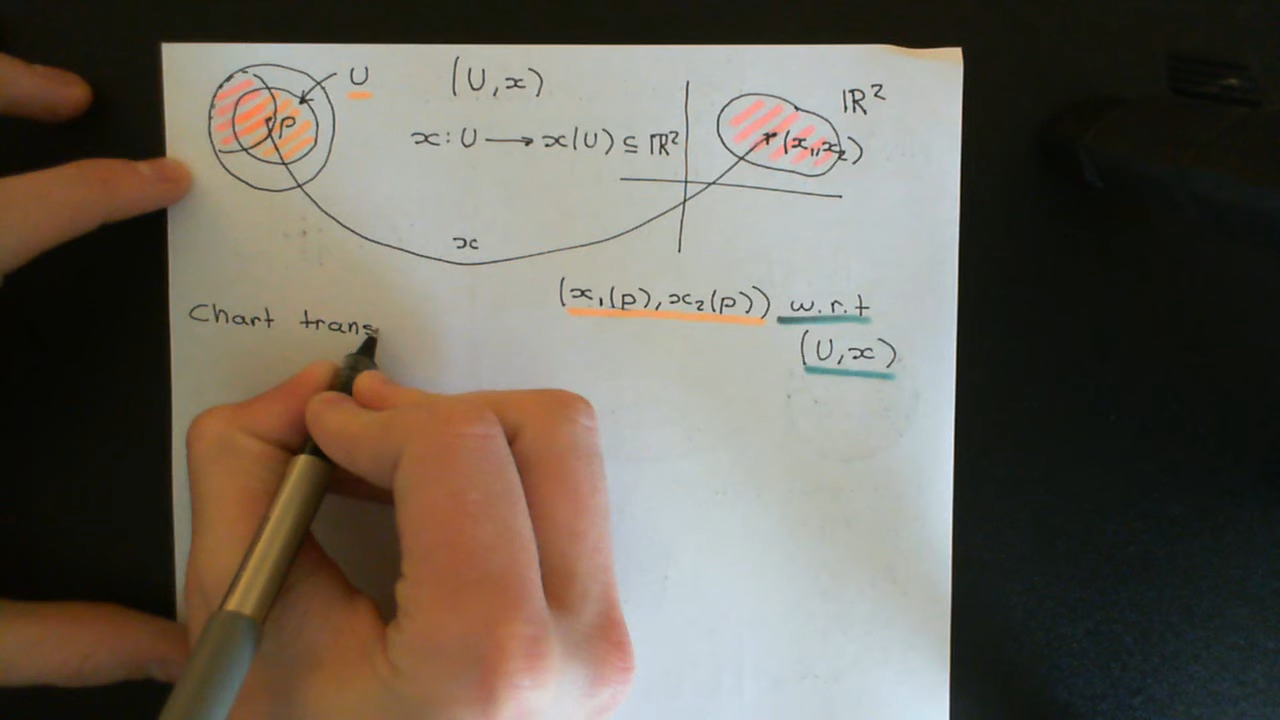 U
(U,x)
ℝ²
p
x:U→x(U)⊆ℝ²
(x₁,x₂)
x
(x₁(p),x₂(p)) w.r.t
(U,x)
Chart trans